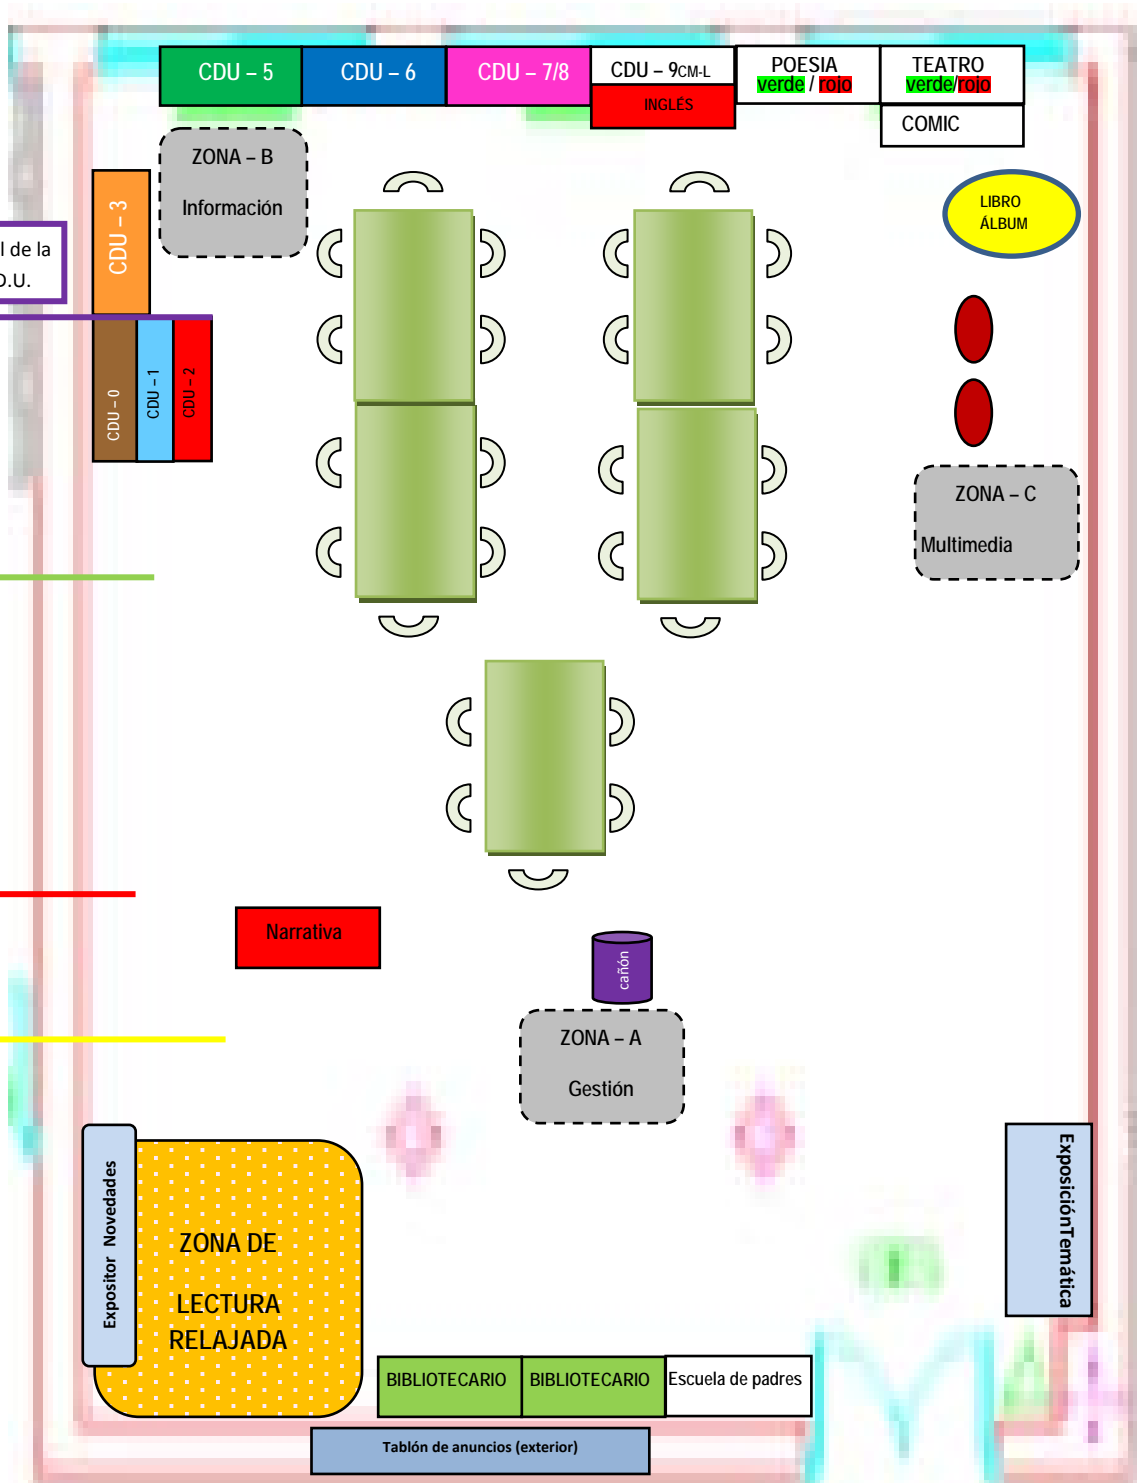 CDU – 5
CDU – 6
CDU – 7/8
CDU – 9CM-L
INGLÉS
POESIA
verde / rojo
TEATRO
verde/rojo
COMIC
ZONA – B
Información
CDU – 3
LIBRO
ÁLBUM
l de la
D.U.
CDU – 0
CDU – 1
CDU – 2
ZONA – C
Multimedia
Narrativa
cañón
ZONA – A
Gestión
Expositor Novedades
ZONA DE
LECTURA
RELAJADA
ExposiciónTemática
BIBLIOTECARIO
BIBLIOTECARIO
Escuela de padres
Tablón de anuncios (exterior)